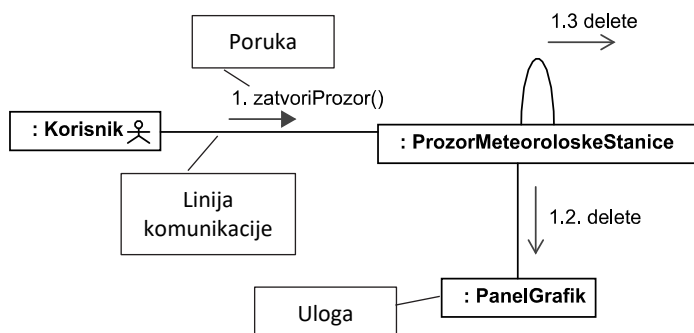 Poruka
1.3 delete
1. zatvoriProzor()
: Korisnik
: ProzorMeteoroloskeStanice
Linija
komunikacije
1.2. delete
Uloga
: PanelGrafik